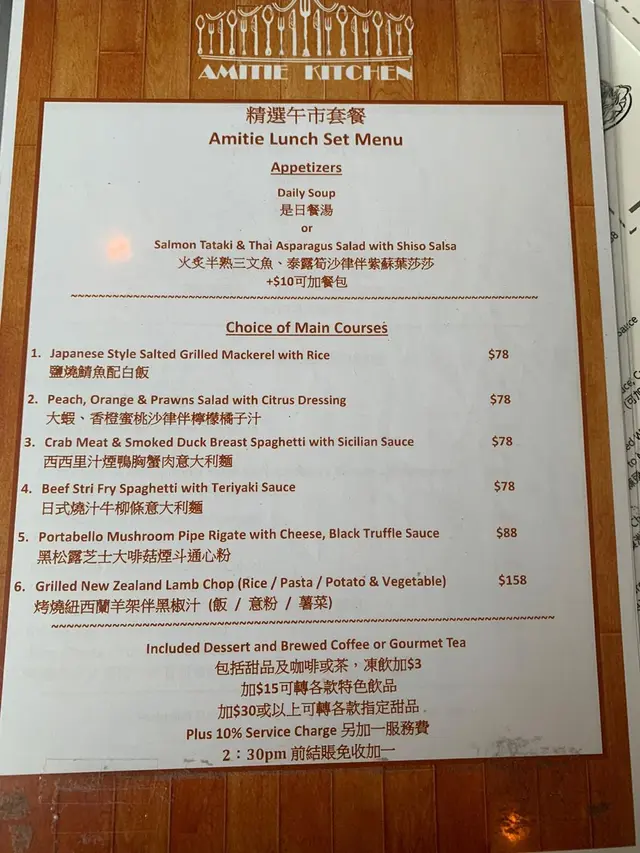 AMITIE KITCHEN
精選午市套餐
Amitie Lunch Set Menu
Appetizers
Daily Soup
是日餐湯
or
Salmon Tataki & Thai Asparagus Salad with Shiso Salsa
火炙半熟三文魚、泰露筍沙律伴紫蘇葉莎莎
+$10可加餐包
Choice of Main Courses
1. Japanese Style Salted Grilled Mackerel with Rice $78
鹽燒鯖魚配白飯
2. Peach, Orange & Prawns Salad with Citrus Dressing $78
大蝦、香橙蜜桃沙律伴檸檬橘子汁
3. Crab Meat & Smoked Duck Breast Spaghetti with Sicilian Sauce $78
西西里汁煙鴨胸蟹肉意大利麵
4. Beef Stri Fry Spaghetti with Teriyaki Sauce $78
日式燒汁牛柳條意大利麵
5. Portabello Mushroom Pipe Rigate with Cheese, Black Truffle Sauce $88
黑松露芝士大啡菇煙斗通心粉
6. Grilled New Zealand Lamb Chop (Rice / Pasta / Potato & Vegetable) $158
烤燒紐西蘭羊架伴黑椒汁 (飯 / 意粉 / 薯菜)
Included Dessert and Brewed Coffee or Gourmet Tea
包括甜品及咖啡或茶，凍飲加$3
加$15可轉各款特色飲品
加$30或以上可轉各款指定甜品
Plus 10% Service Charge 另加一服務費
2：30pm 前結賬免收加一